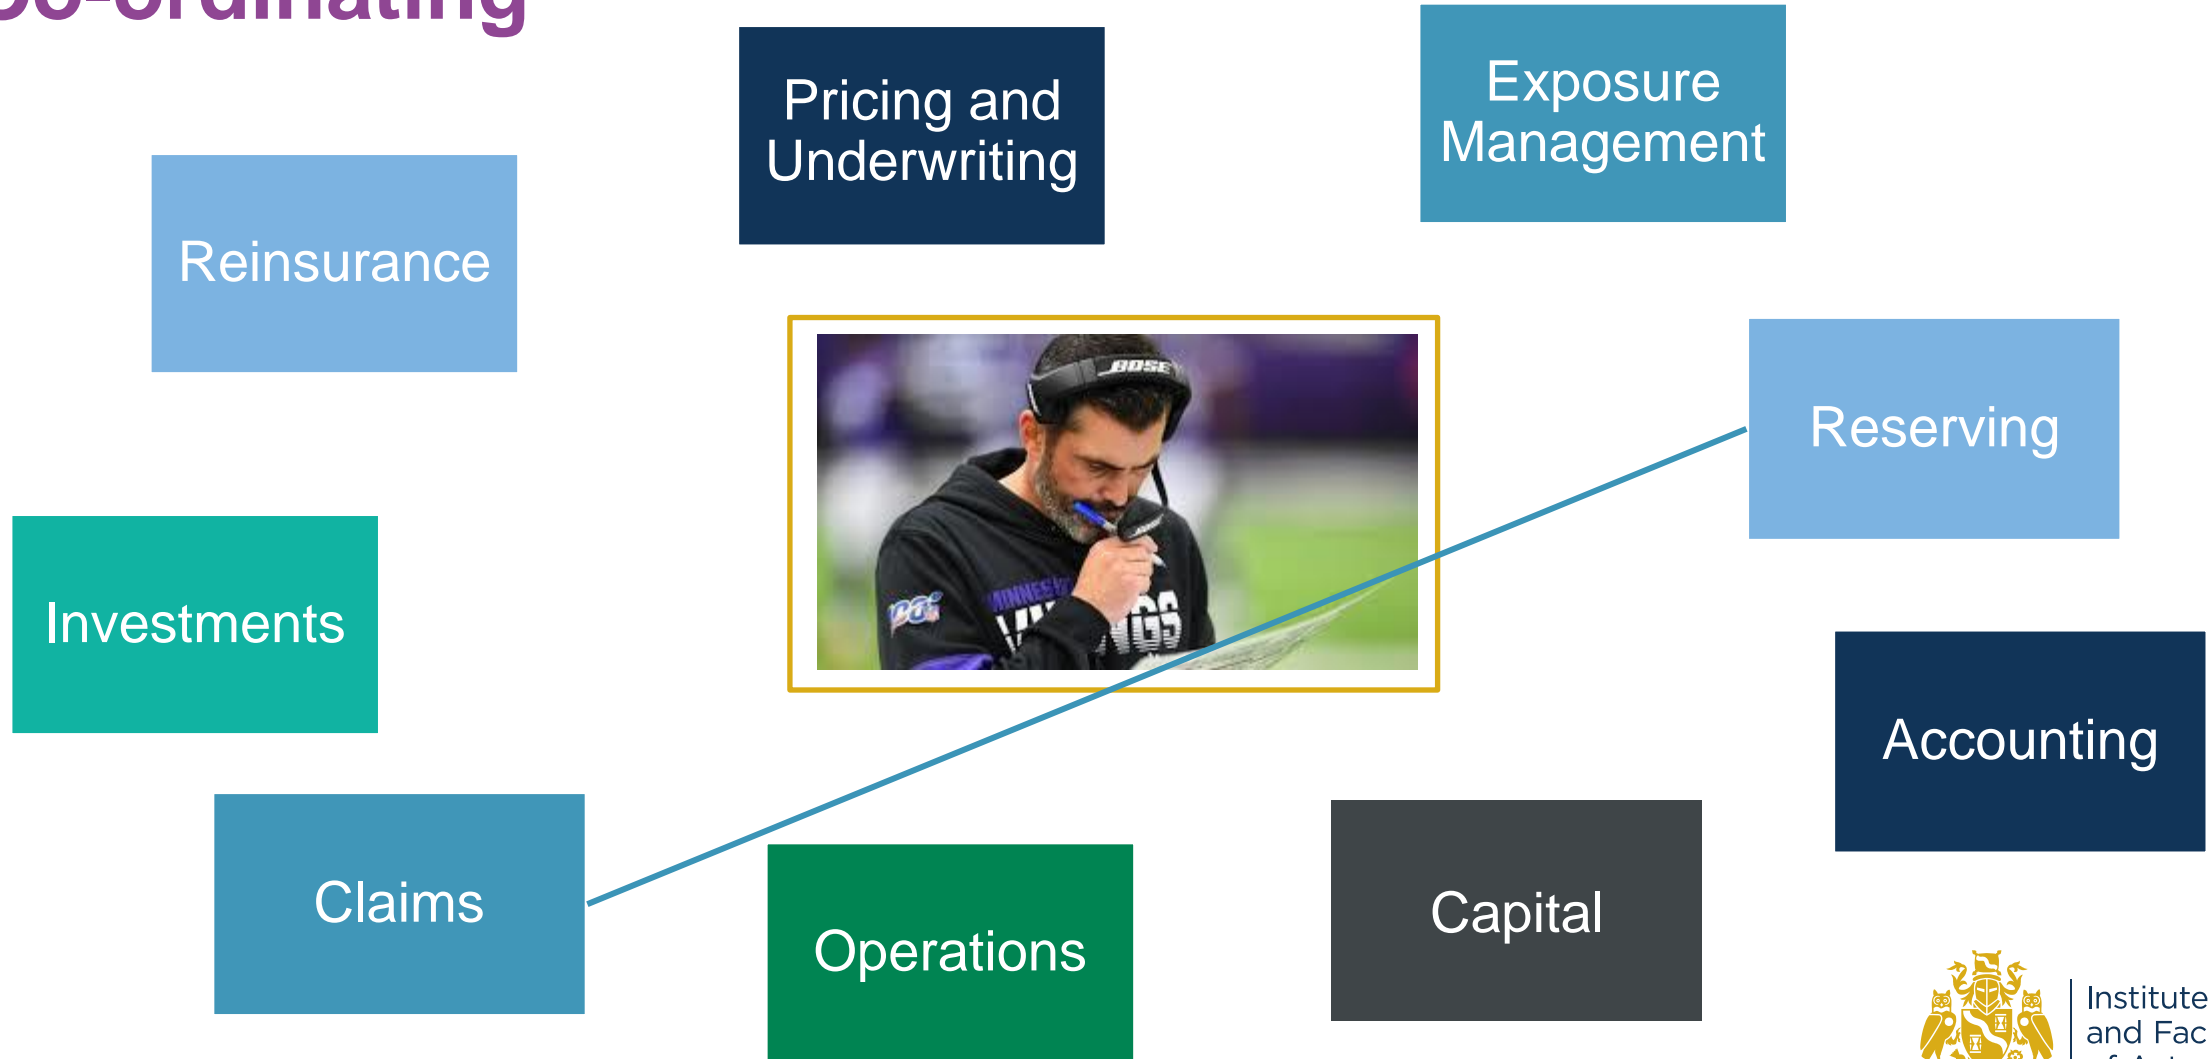 Co-ordinating
Pricing and
Underwriting
Exposure
Management
Reinsurance
BOSE
Reserving
Investments
Accounting
Claims
Operations
Capital
Institute
and Fac